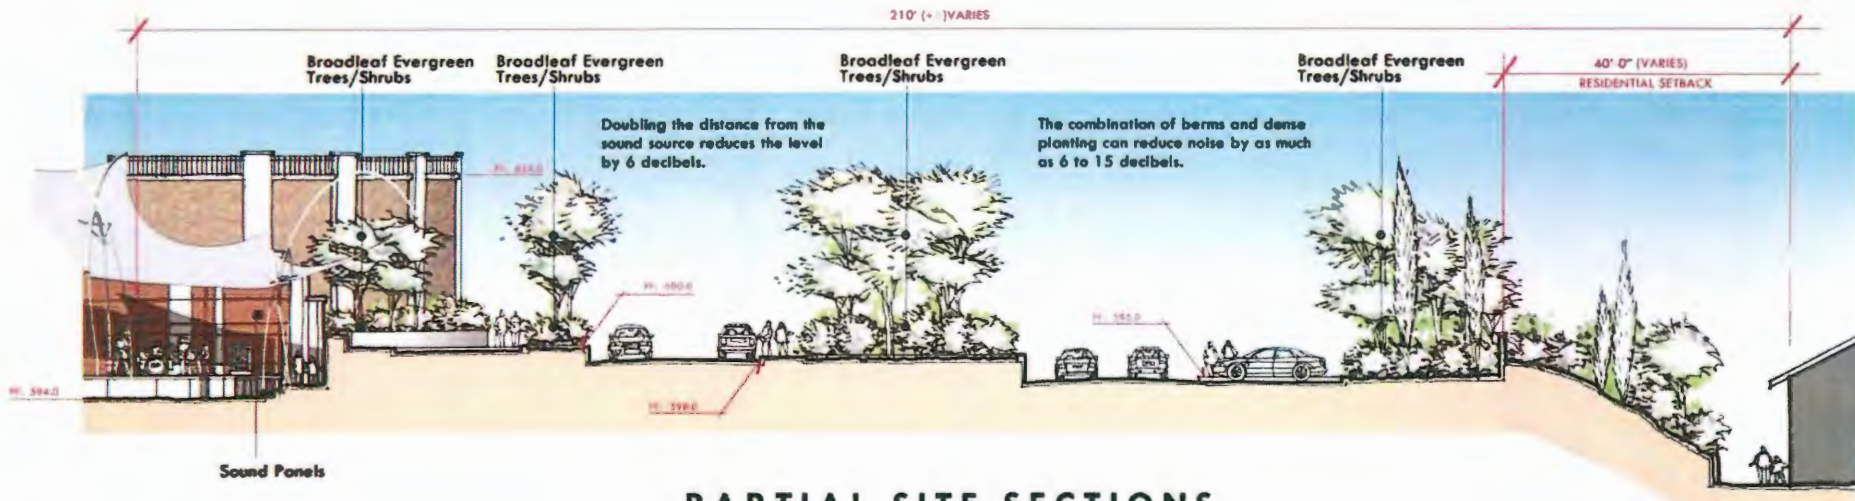 210' (+ )VARIES
Broadleaf Evergreen
Trees/Shrubs
Broadleaf Evergreen
Trees/Shrubs
Broadleaf Evergreen
Trees/Shrubs
Broadleaf Evergreen
Trees/Shrubs
40' 0" (VARIES)
RESIDENTIAL SETBACK
Doubling the distance from the
sound source reduces the level
by 6 decibels.
The combination of berms and dense
planting can reduce noise by as much
as 6 to 15 decibels.
594.0
Sound Panels
PARTIAL SITE SECTIONS